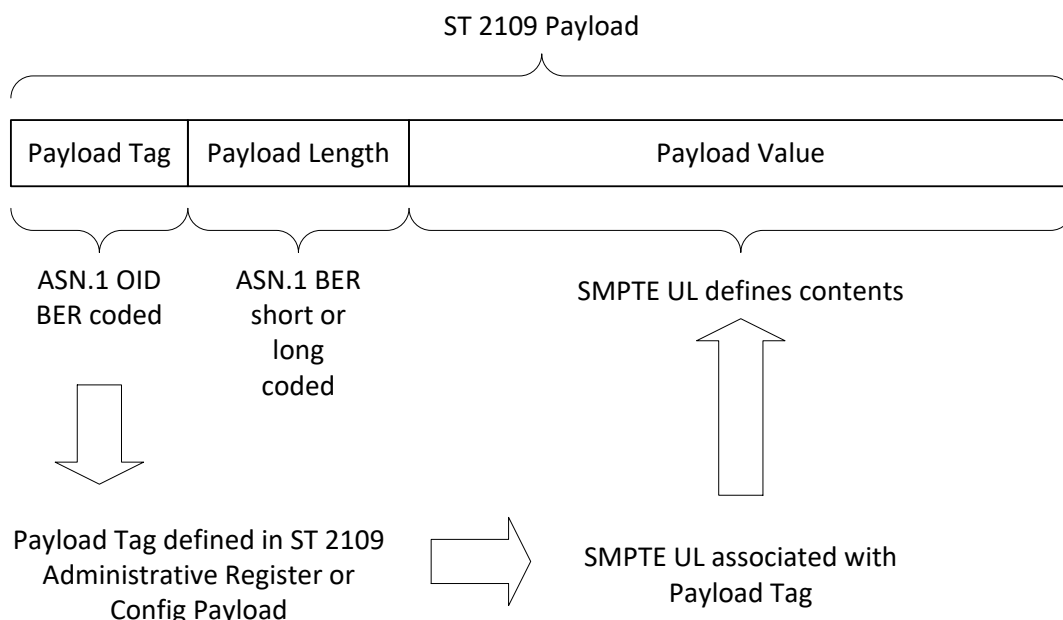 ST 2109 Payload
Payload Tag
Payload Length
Payload Value
ASN.1 OID
BER coded
ASN.1 BER
short or
long
coded
SMPTE UL defines contents
Payload Tag defined in ST 2109
Administrative Register or
Config Payload
SMPTE UL associated with
Payload Tag